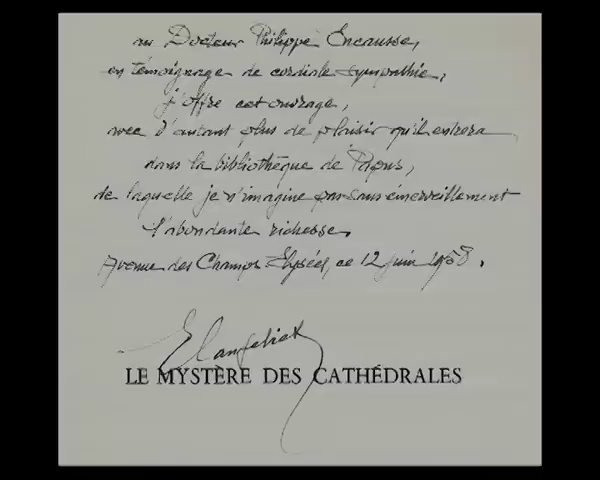 au Docteur Philippe Encausse,
en témoignage de cordiale sympathie,
j'offre cet ouvrage,
avec d'autant plus de plaisir qu'il entrera
dans la bibliothèque de Papus,
de laquelle je n'imagine pas sans émerveillement
l'abondante richesse,
Avenue des Champs Elysées, ce 12 juin 1958.
E Canseliet
LE MYSTÈRE DES CATHÉDRALES